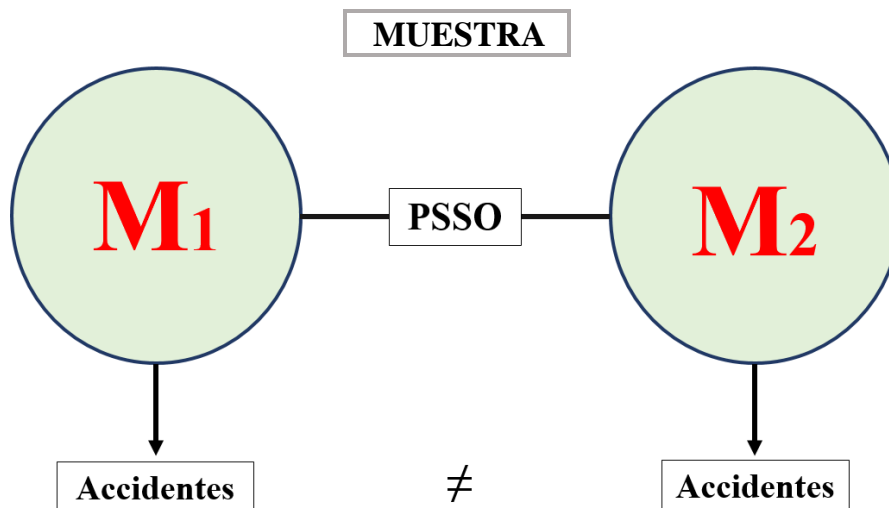 MUESTRA
M1
PSSO
M2
Accidentes
≠
Accidentes